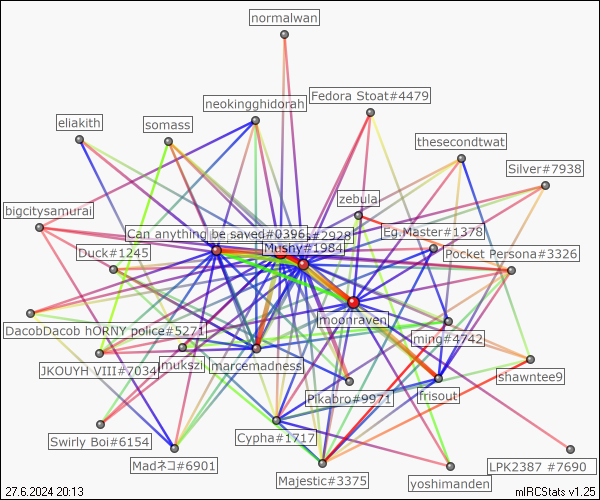 normalwan
Fedora Stoat#4479
neokingghidorah
eliakith
somass
thesecondtwat
Silver#7938
zebula
bigcitysamurai
Can anything be saved#0396
#2928
Eg.Master#1378
Mushy#1984
Duck#1245
Pocket Persona#3326
moonraven
DacobDacob hORNY police#5271
ming#4742
JKOUYH VIII#7034
mukszi
marcemadness
shawntee9
Pikabro#9971
frisout
Swirly Boi#6154
Cypha#1717
Madネコ#6901
Majestic#3375
yoshimanden
LPK2387 #7690
27.6.2024 20:13
mIRCStats v1.25